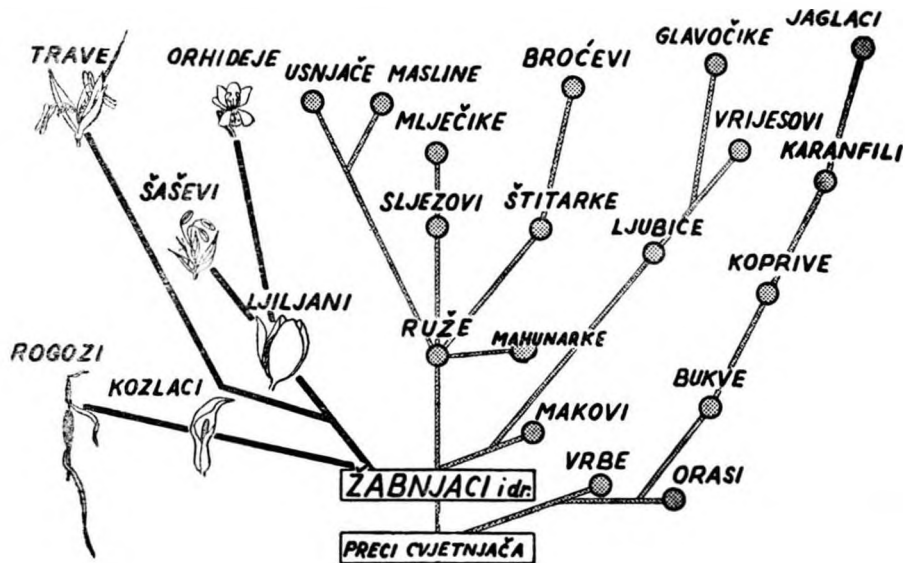 JAGLACI
GLAVOČIKE
TRAVE
ORHIDEJE
BROĆEVI
USNJAČE MASLINE
MLJEČIKE
VRIJESOVI
KARANFILI
ŠAŠEVI
SLJEZOVI
ŠTITARKE
LJUBICE
KOPRIVE
LJILJANI
RUŽE
MAHUNARKE
ROGOZI
KOZLACI
BUKVE
MAKOVI
VRBE
ORASI
ŽABNJACI i dr.
PRECI CVJETNJAČA